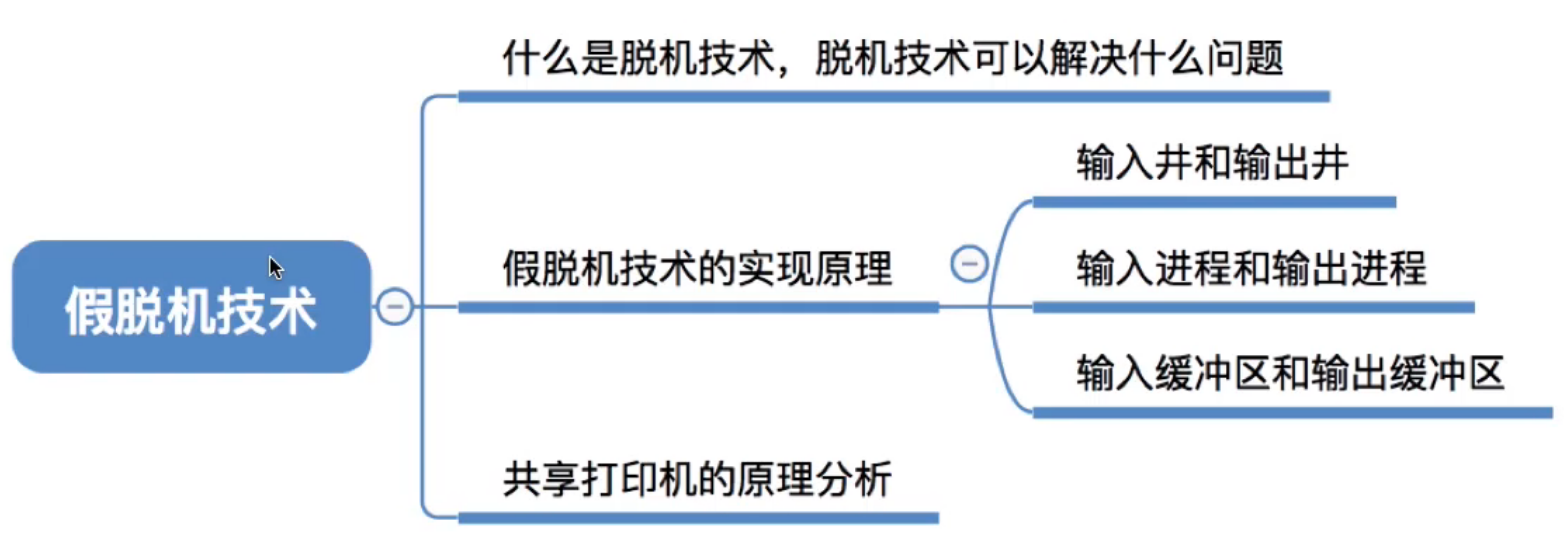 什么是脱机技术，脱机技术可以解决什么问题
输入井和输出井
假脱机技术的实现原理
输入进程和输出进程
假脱机技术
输入缓冲区和输出缓冲区
共享打印机的原理分析